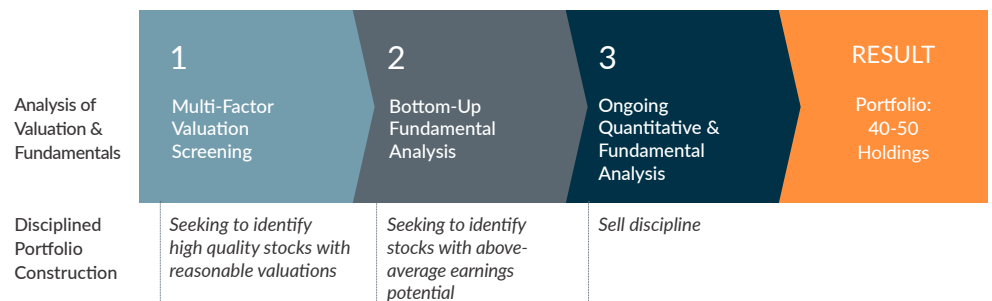 1
2
3
RESULT
Analysis of
Valuation &
Fundamentals
Multi-Factor
Valuation
Screening
Bottom-Up
Fundamental
Analysis
Ongoing
Quantitative &
Fundamental
Analysis
Portfolio:
40-50
Holdings
Disciplined
Portfolio
Construction
Seeking to identify
high quality stocks with
reasonable valuations
Seeking to identify
stocks with above-
average earnings
potential
Sell discipline